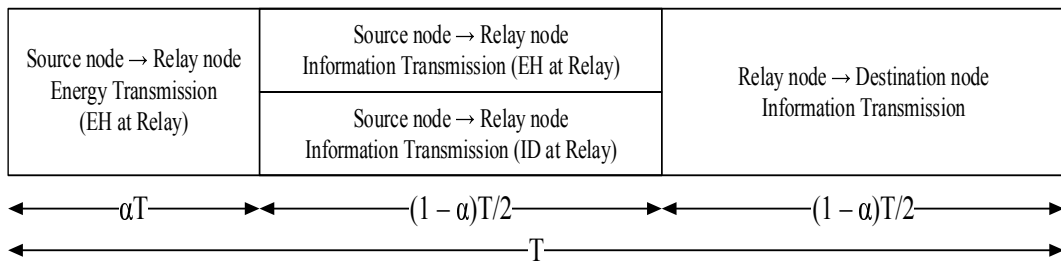 Source node → Relay node
Energy Transmission
(EH at Relay)
Source node → Relay node
Information Transmission (EH at Relay)
Source node → Relay node
Information Transmission (ID at Relay)
Relay node → Destination node
Information Transmission
αT
(1 – α)T/2
(1 – α)T/2
T